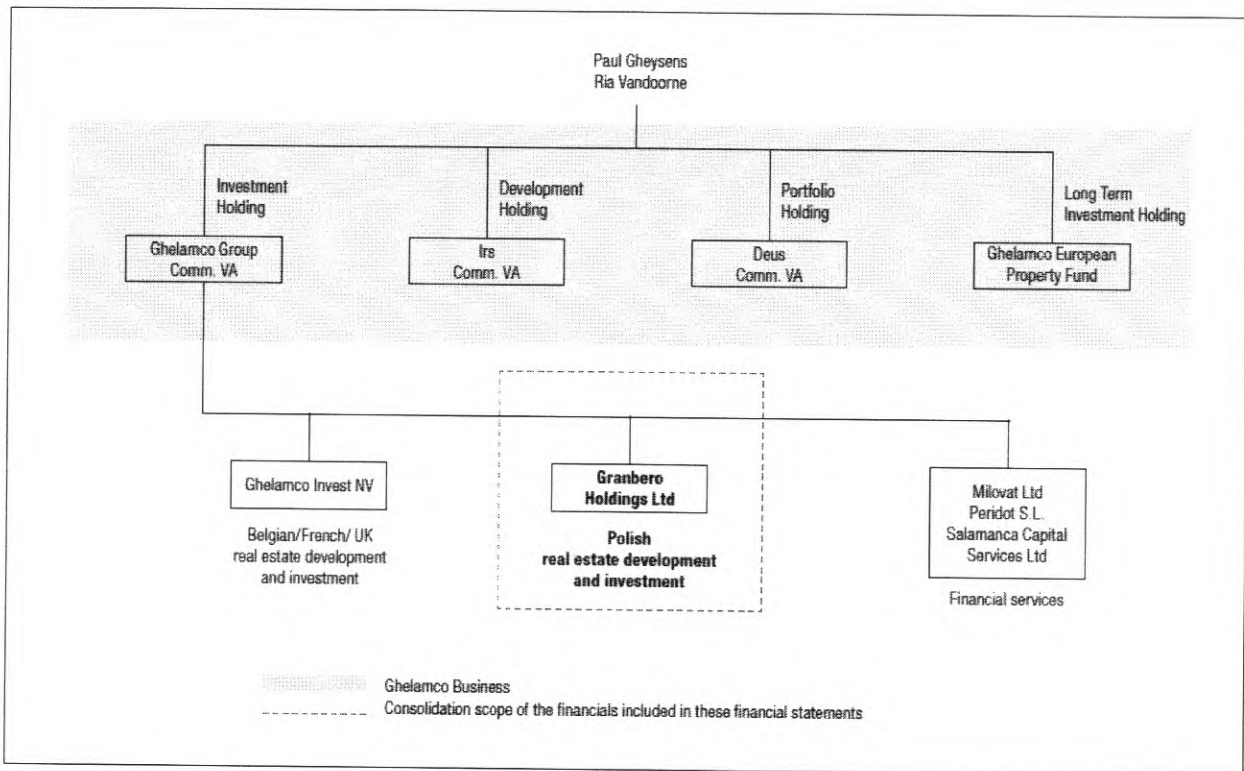 Paul Gheysens
Ria Vandoorne
Investment
Holding
Development
Holding
Portfolio
Holding
Long Term
Investment Holding
Ghelamco Group
Comm. VA
Irs
Comm. VA
Deus
Comm. VA
Ghelamco European
Property Fund
Ghelamco Invest NV
Belgian/French/ UK
real estate development
and investment
Granbero
Holdings Ltd
Polish
real estate development
and investment
Milovat Ltd
Peridot S.L.
Salamanca Capital
Services Ltd
Financial services
Ghelamco Business
Consolidation scope of the financials included in these financial statements